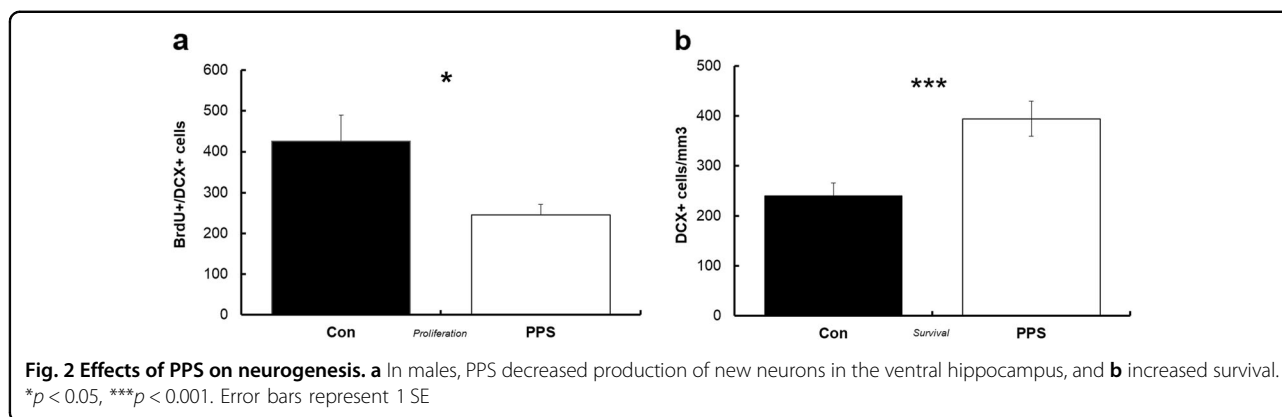 a
600
500
400
300
200
100
0
BrdU+/DCX+ cells
*
Con Proliferation PPS
b
500
400
300
200
100
0
DCX+ cells/mm3
***
Con Survival PPS
Fig. 2 Effects of PPS on neurogenesis. a In males, PPS decreased production of new neurons in the ventral hippocampus, and b increased survival.
*p < 0.05, ***p < 0.001. Error bars represent 1 SE